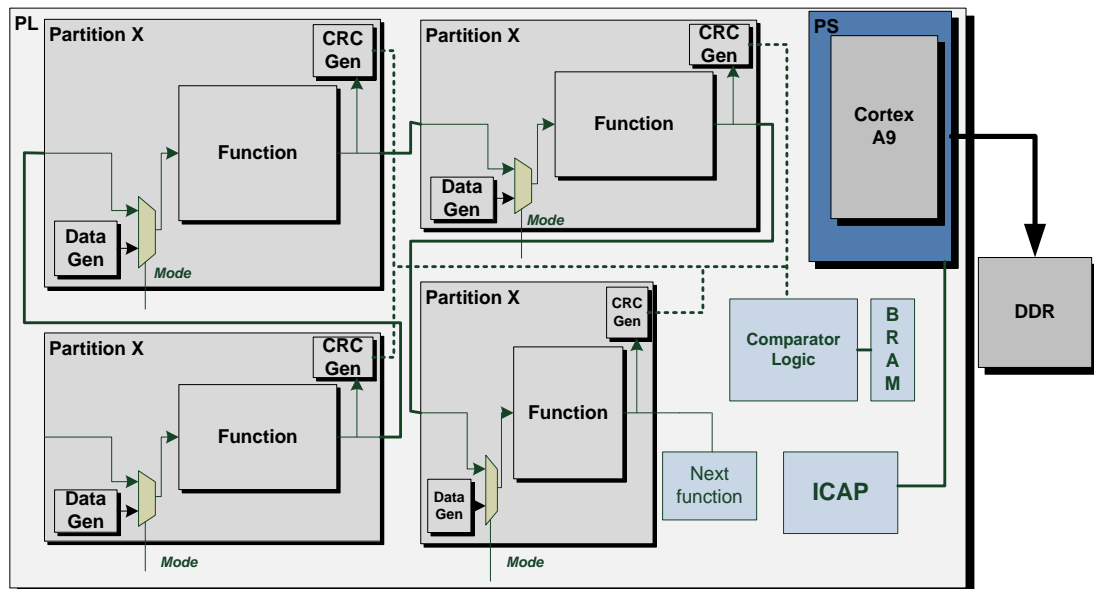 PL
Partition X
CRC
Gen
Function
Data
Gen
Mode
Partition X
CRC
Gen
Function
Data
Gen
Mode
PS
Cortex
A9
DDR
Partition X
CRC
Gen
Function
Data
Gen
Mode
Partition X
CRC
Gen
Function
Data
Gen
Mode
Next
function
Comparator
Logic
B
R
A
M
ICAP